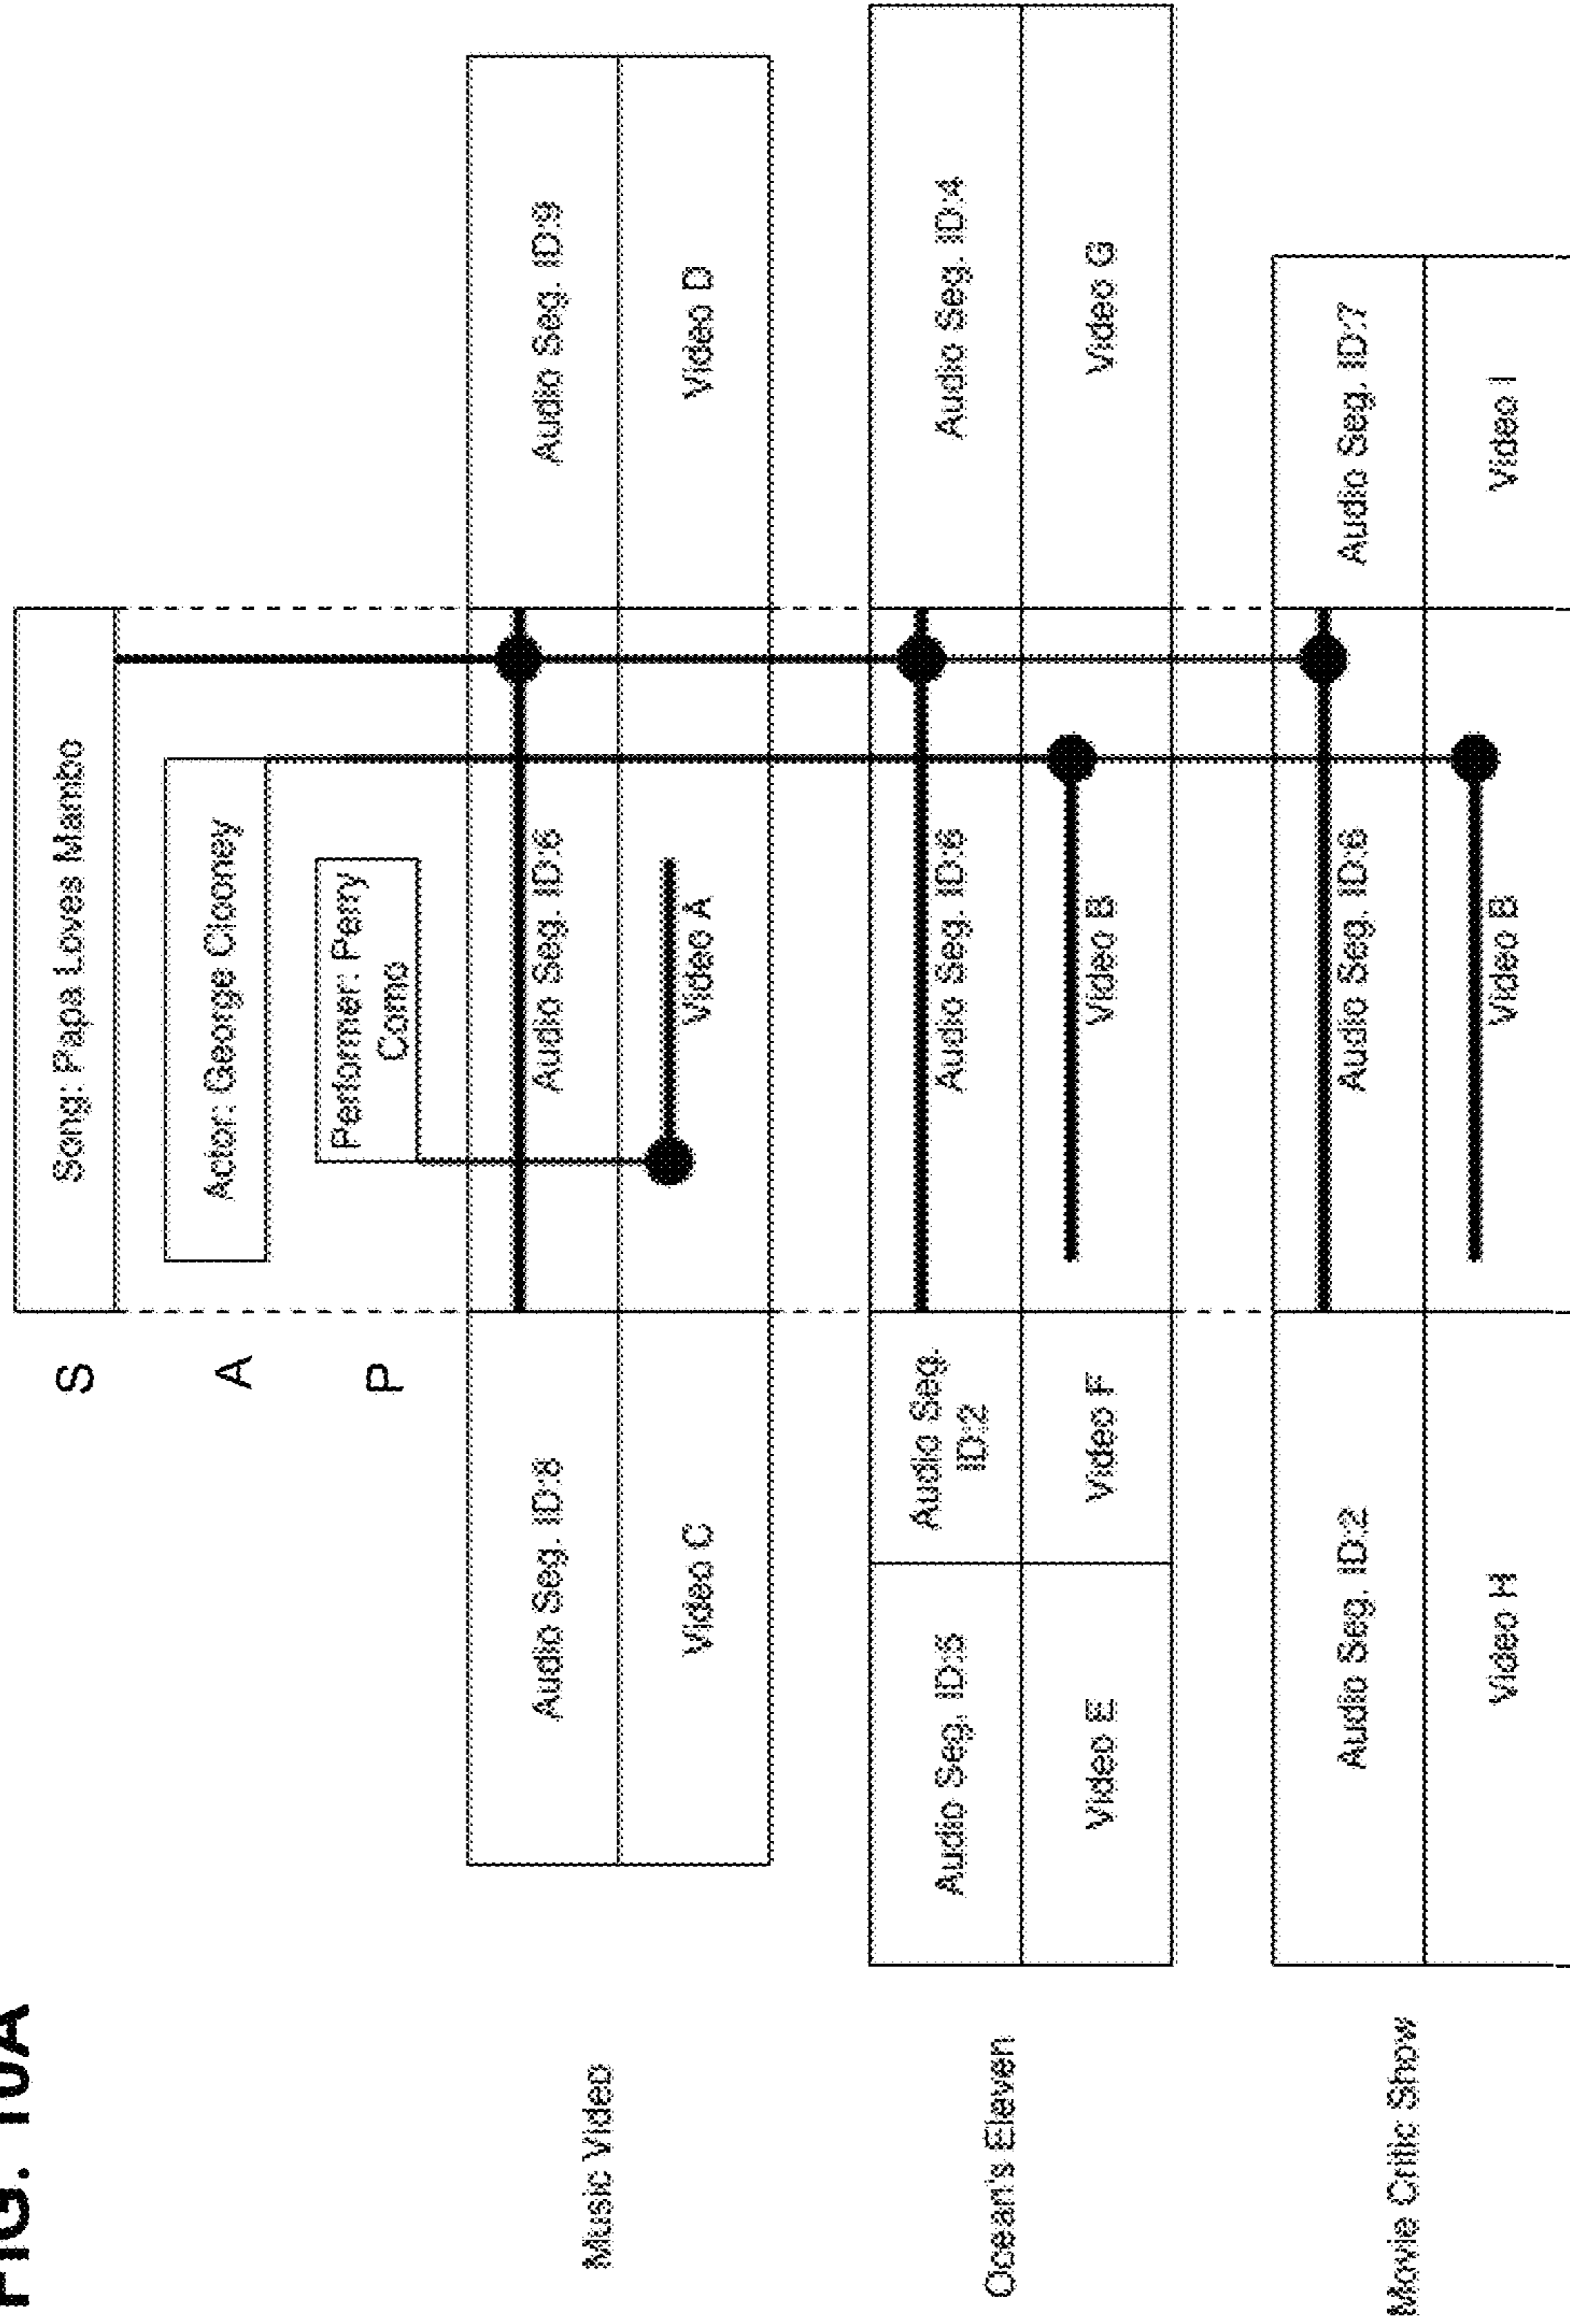 FIG. 10A
S
Song: Papa Loves Mambo
A
Actor: George Clooney
P
Performer: Perry
Como
Music Video
Audio Seg. ID:8
Audio Seg. ID:6
Audio Seg. ID:9
Video C
Video A
Video D
Ocean's Eleven
Audio Seg. ID:5
Audio Seg.
ID:2
Audio Seg. ID:6
Audio Seg. ID:4
Video E
Video F
Video B
Video G
Movie Critic Show
Audio Seg. ID:2
Audio Seg. ID:6
Audio Seg. ID:7
Video H
Video B
Video I